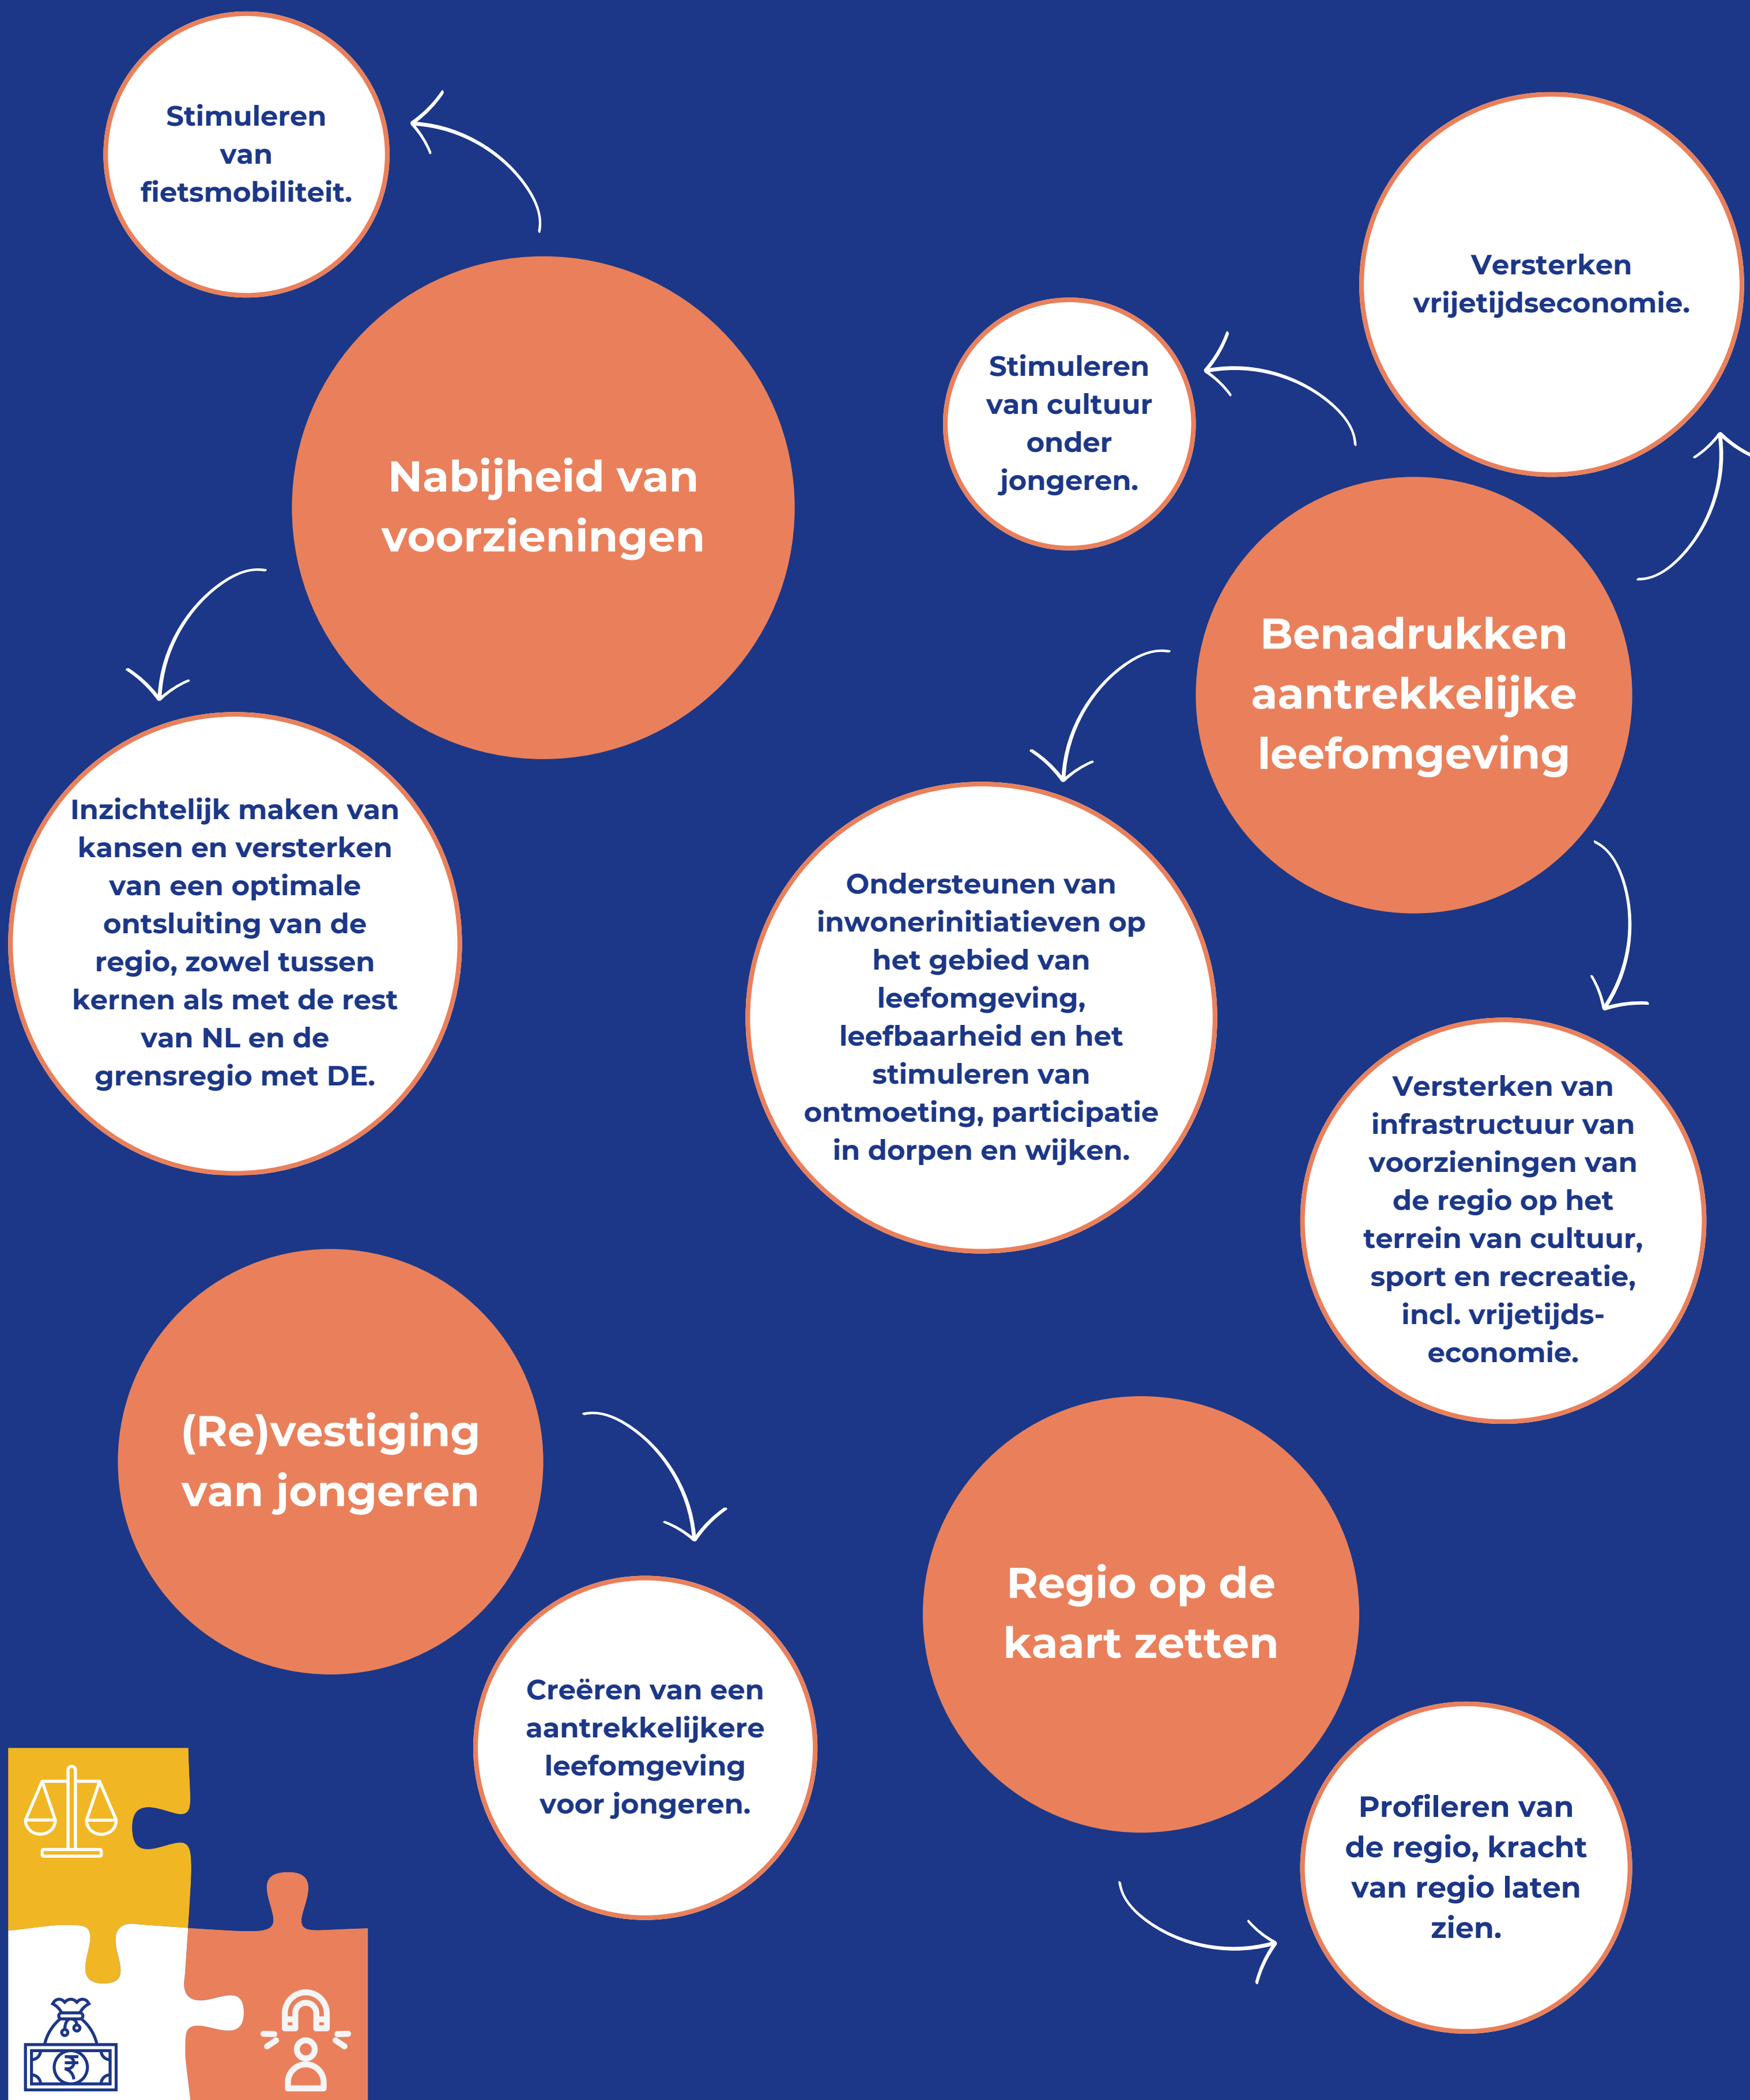 Stimuleren
van
fietsmobiliteit.
Nabijheid van
voorzieningen
Inzichtelijk maken van
kansen en versterken
van een optimale
ontsluiting van de
regio, zowel tussen
kernen als met de rest
van NL en de
grensregio met DE.
Versterken
vrijetijdseconomie.
Stimuleren
van cultuur
onder
jongeren.
Benadrukken
aantrekkelijke
leefomgeving
Ondersteunen van
inwonerinitiatieven op
het gebied van
leefomgeving,
leefbaarheid en het
stimuleren van
ontmoeting, participatie
in dorpen en wijken.
Versterken van
infrastructuur van
voorzieningen van
de regio op het
terrein van cultuur,
sport en recreatie,
incl. vrijetijds-
economie.
(Re)vestiging
van jongeren
Creëren van een
aantrekkelijkere
leefomgeving
voor jongeren.
Regio op de
kaart zetten
Profileren van
de regio, kracht
van regio laten
zien.
₹